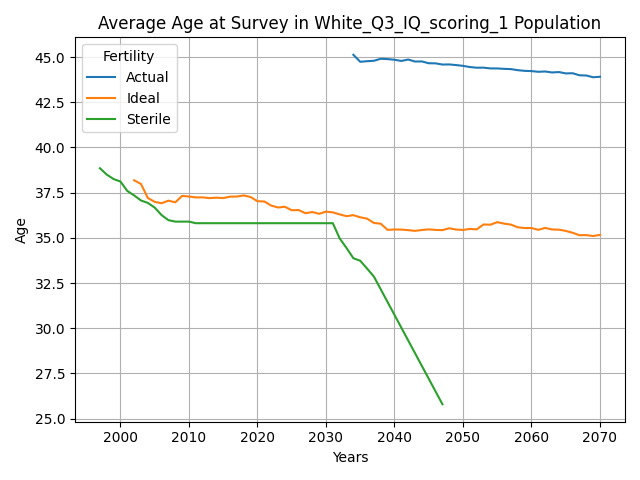 Average Age at Survey in White_Q3_IQ_scoring_1 Population
Fertility
Actual
Ideal
Sterile
Age
45.0
42.5
40.0
37.5
35.0
32.5
30.0
27.5
25.0
2000 2010 2020 2030 2040 2050 2060 2070
Years